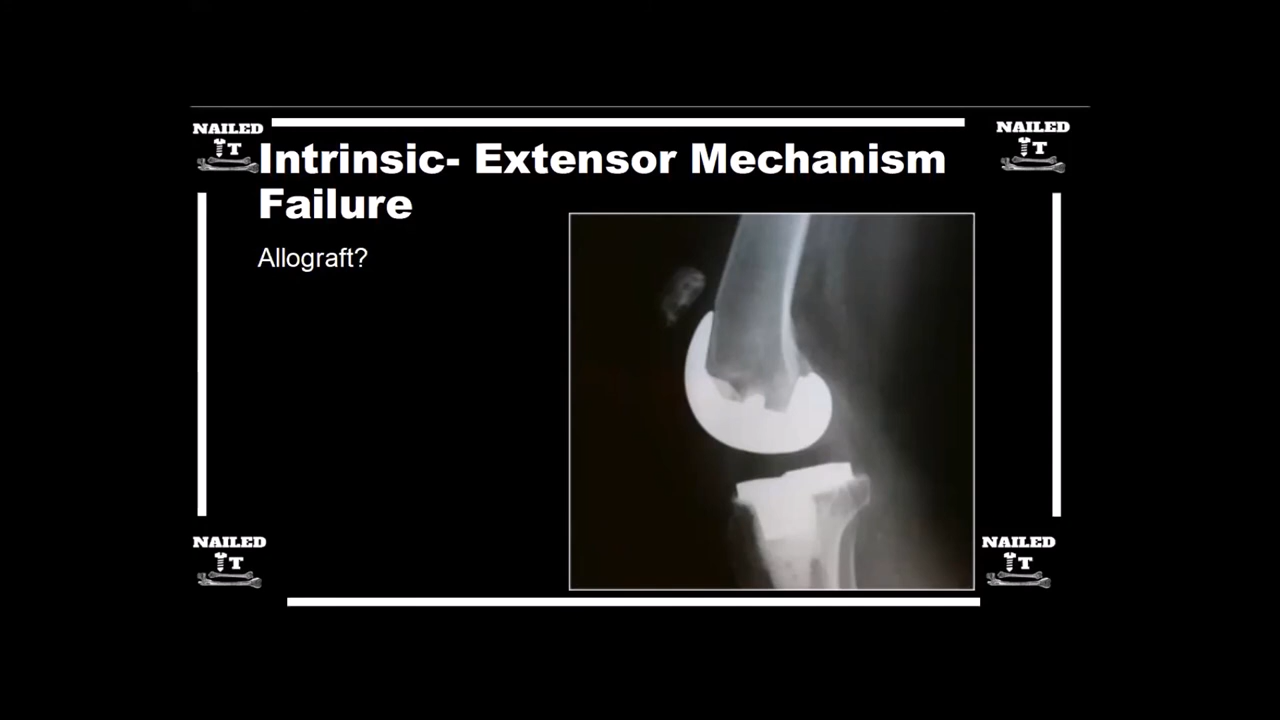 NAILED
IT
NAILED
IT
Intrinsic- Extensor Mechanism
Failure
Allograft?
NAILED
IT
NAILED
IT